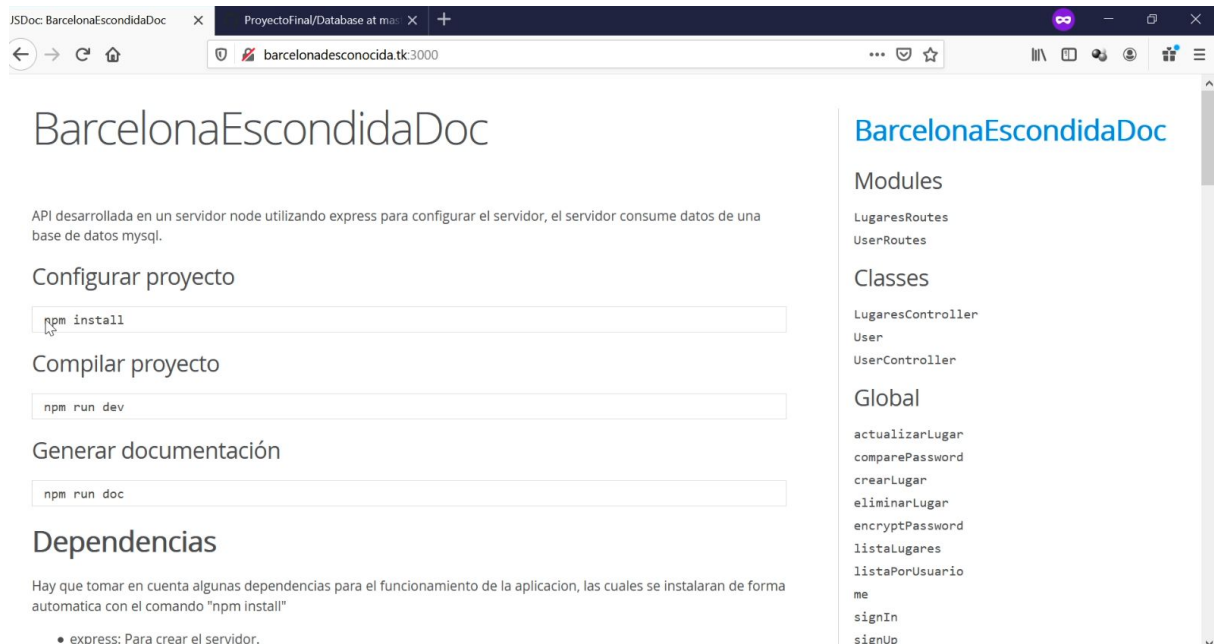 JSDoc: BarcelonaEscondidaDoc
ProyectoFinal/Database at mas
barcelonadesconocida.tk:3000
BarcelonaEscondidaDoc
API desarrollada en un servidor node utilizando express para configurar el servidor, el servidor consume datos de una
base de datos mysql.
Configurar proyecto
npm install
Compilar proyecto
npm run dev
Generar documentación
npm run doc
Dependencias
Hay que tomar en cuenta algunas dependencias para el funcionamiento de la aplicacion, las cuales se instalaran de forma
automatica con el comando "npm install"
• express: Para crear el servidor.
BarcelonaEscondidaDoc
Modules
LugaresRoutes
UserRoutes
Classes
LugaresController
User
UserController
Global
actualizarLugar
comparePassword
crearLugar
eliminarLugar
encryptPassword
listaLugares
listaPorUsuario
me
signIn
signUp